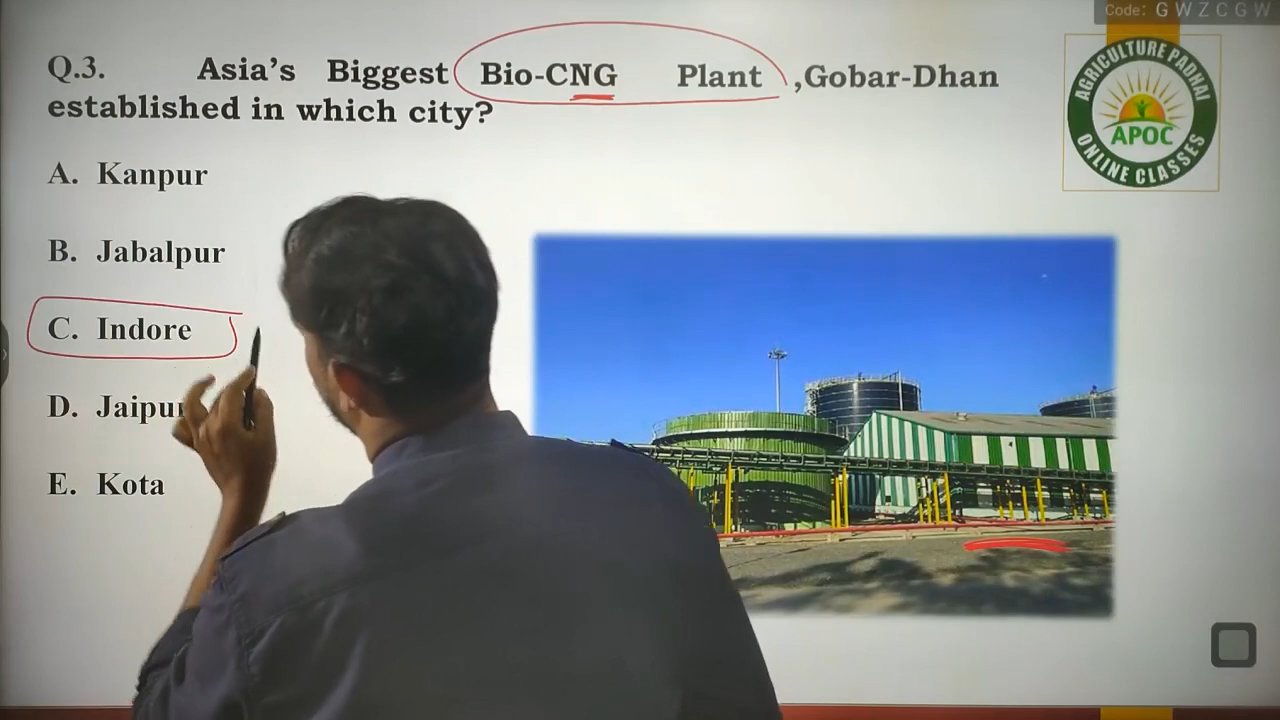 Code: G W Z C G W
Q.3. Asia's Biggest Bio-CNG Plant ,Gobar-Dhan
established in which city?
A. Kanpur
B. Jabalpur
C. Indore
D. Jaipur
E. Kota
AGRICULTURE PADHAI
APOC
ONLINE CLASSES